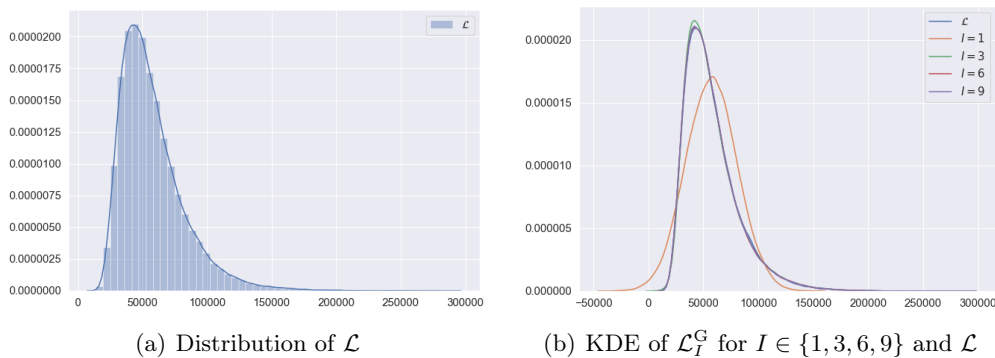 0.0000200
0.0000175
0.0000150
0.0000125
0.0000100
0.0000075
0.0000050
0.0000025
0.0000000
0 50000 100000 150000 200000 250000 300000
ℒ
(a) Distribution of ℒ
0.000020
0.000015
0.000010
0.000005
0.000000
−50000 0 50000 100000 150000 200000 250000 300000
ℒ
I = 1
I = 3
I = 6
I = 9
(b) KDE of ℒ_I^G for I ∈ {1, 3, 6, 9} and ℒ